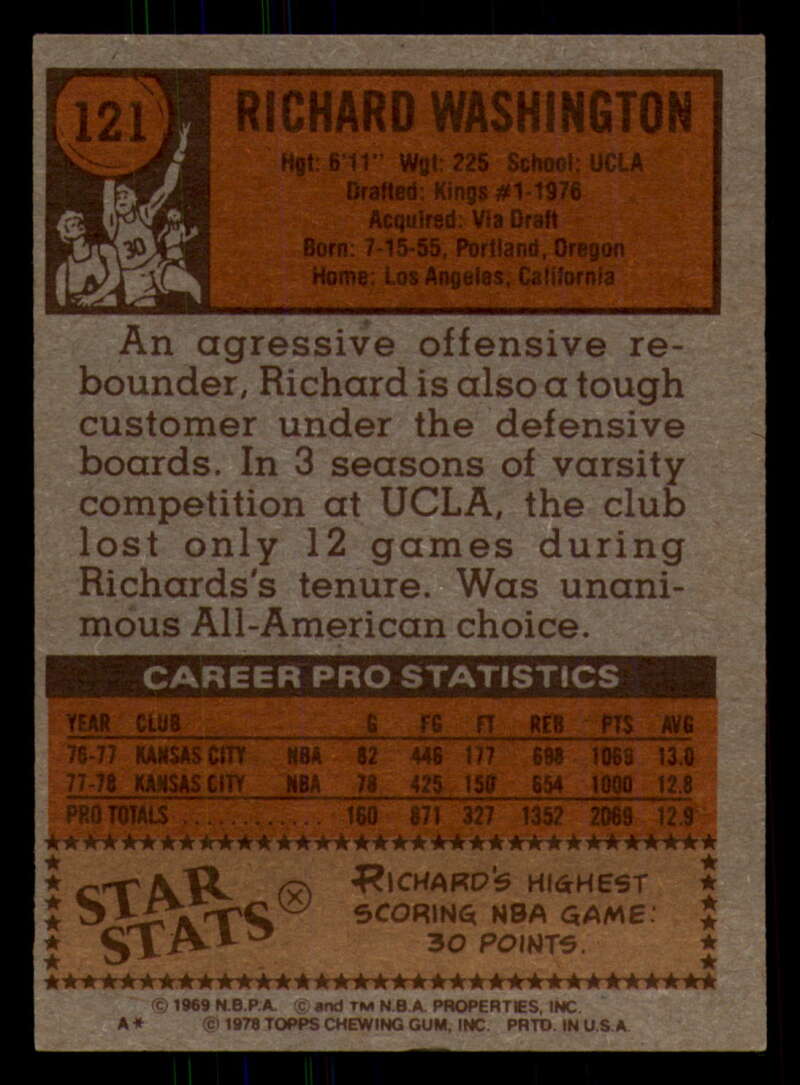 121
RICHARD WASHINGTON
Hgt: 6'11" Wgt: 225 School: UCLA
Drafted: Kings #1-1976
Acquired: Via Draft
Born: 7-15-55, Portland, Oregon
Home: Los Angeles, California
30
An agressive offensive re-
bounder, Richard is also a tough
customer under the defensive
boards. In 3 seasons of varsity
competition at UCLA, the club
lost only 12 games during
Richards's tenure. Was unani-
mous All-American choice.
CAREER PRO STATISTICS
YEAR CLUB G FG FT REB PTS AVG
76-77 KANSAS CITY NBA 82 446 177 698 1069 13.0
77-78 KANSAS CITY NBA 78 425 150 654 1000 12.8
PRO TOTALS ............ 160 871 327 1352 2069 12.9
STAR
STATS
RICHARD'S HIGHEST
SCORING NBA GAME:
30 POINTS.
© 1969 N.B.P.A. © and TM N.B.A. PROPERTIES, INC.
A* © 1978 TOPPS CHEWING GUM, INC. PRTD. IN U.S.A.